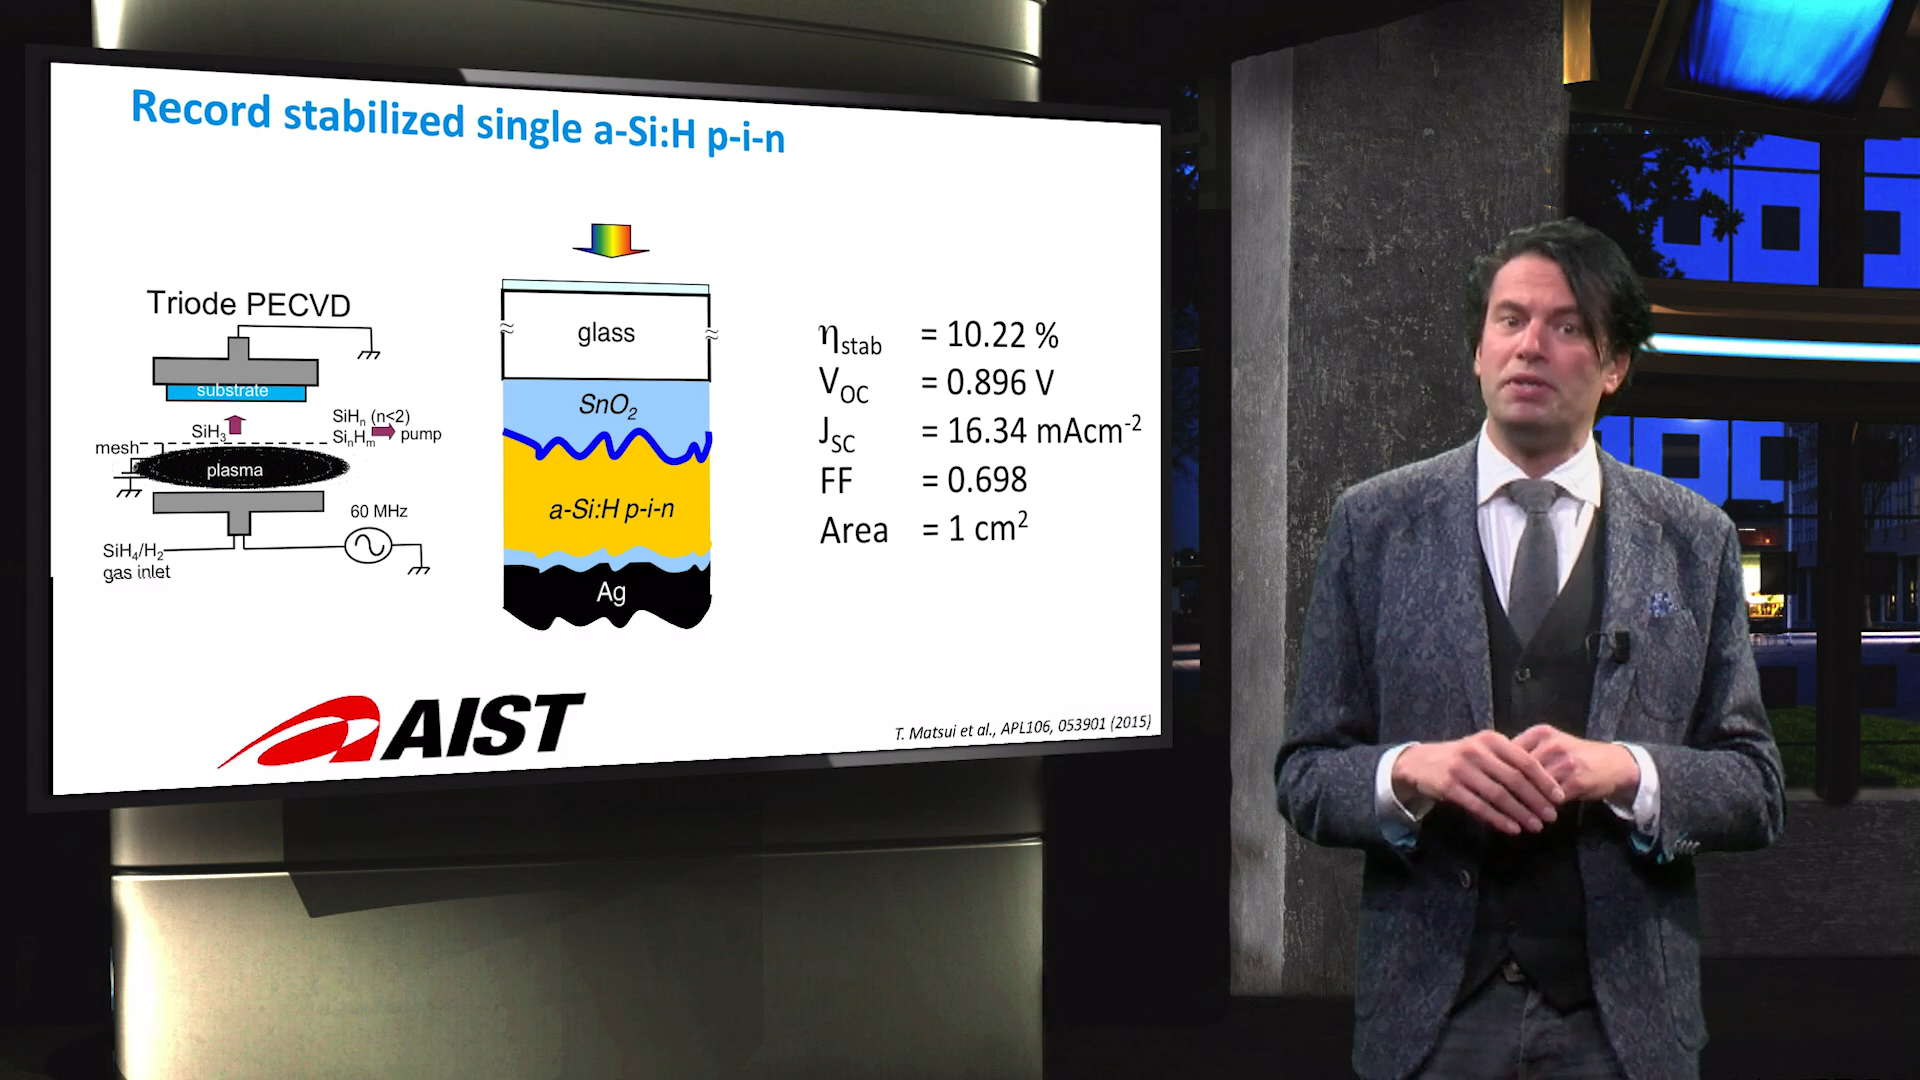 Record stabilized single a-Si:H p-i-n
Triode PECVD
substrate
SiH3
SiHn (n<2)
SinHm
pump
mesh
plasma
60 MHz
SiH4/H2
gas inlet
glass
SnO2
a-Si:H p-i-n
Ag
ηstab = 10.22 %
VOC = 0.896 V
JSC = 16.34 mAcm-2
FF = 0.698
Area = 1 cm2
AIST
T. Matsui et al., APL106, 053901 (2015)